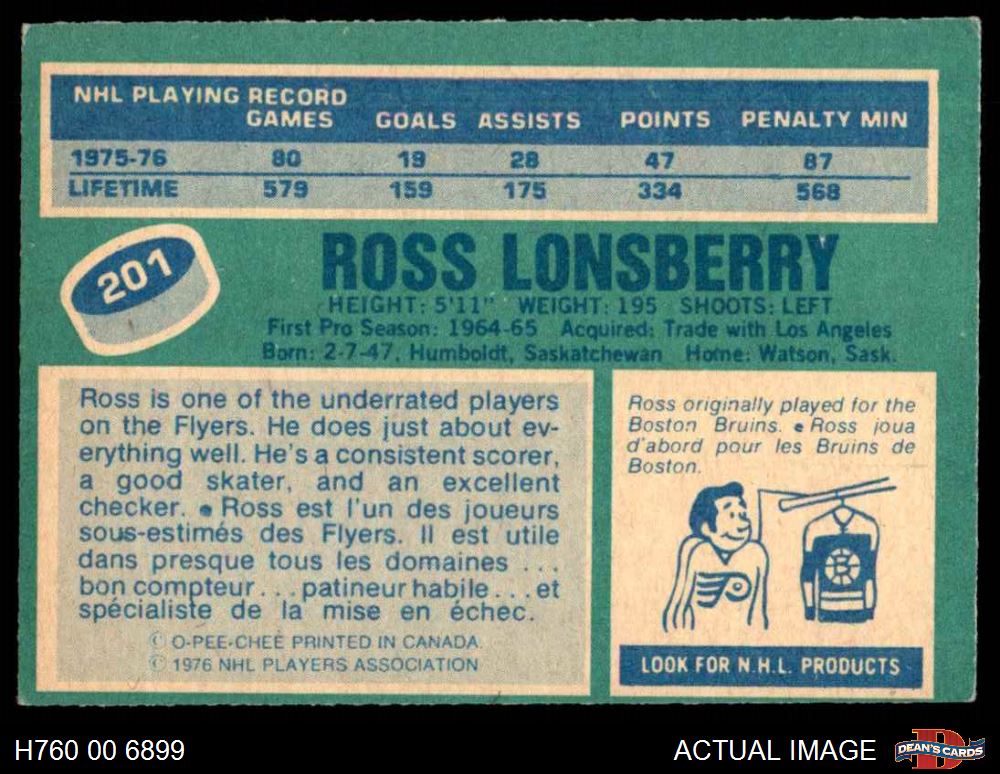 NHL PLAYING RECORD
GAMES GOALS ASSISTS POINTS PENALTY MIN
1975-76 80 19 28 47 87
LIFETIME 579 159 175 334 568
201
ROSS LONSBERRY
HEIGHT: 5'11" WEIGHT: 195 SHOOTS: LEFT
First Pro Season: 1964-65 Acquired: Trade with Los Angeles
Born: 2-7-47, Humboldt, Saskatchewan Home: Watson, Sask.
Ross is one of the underrated players
on the Flyers. He does just about ev-
erything well. He's a consistent scorer,
a good skater, and an excellent
checker. • Ross est l'un des joueurs
sous-estimés des Flyers. Il est utile
dans presque tous les domaines ...
bon compteur... patineur habile... et
spécialiste de la mise en échec.
© O-PEE-CHEE PRINTED IN CANADA
© 1976 NHL PLAYERS ASSOCIATION
Ross originally played for the
Boston Bruins. • Ross joua
d'abord pour les Bruins de
Boston.
B
LOOK FOR N.H.L. PRODUCTS
H760 00 6899
ACTUAL IMAGE
D
DEAN'S CARDS